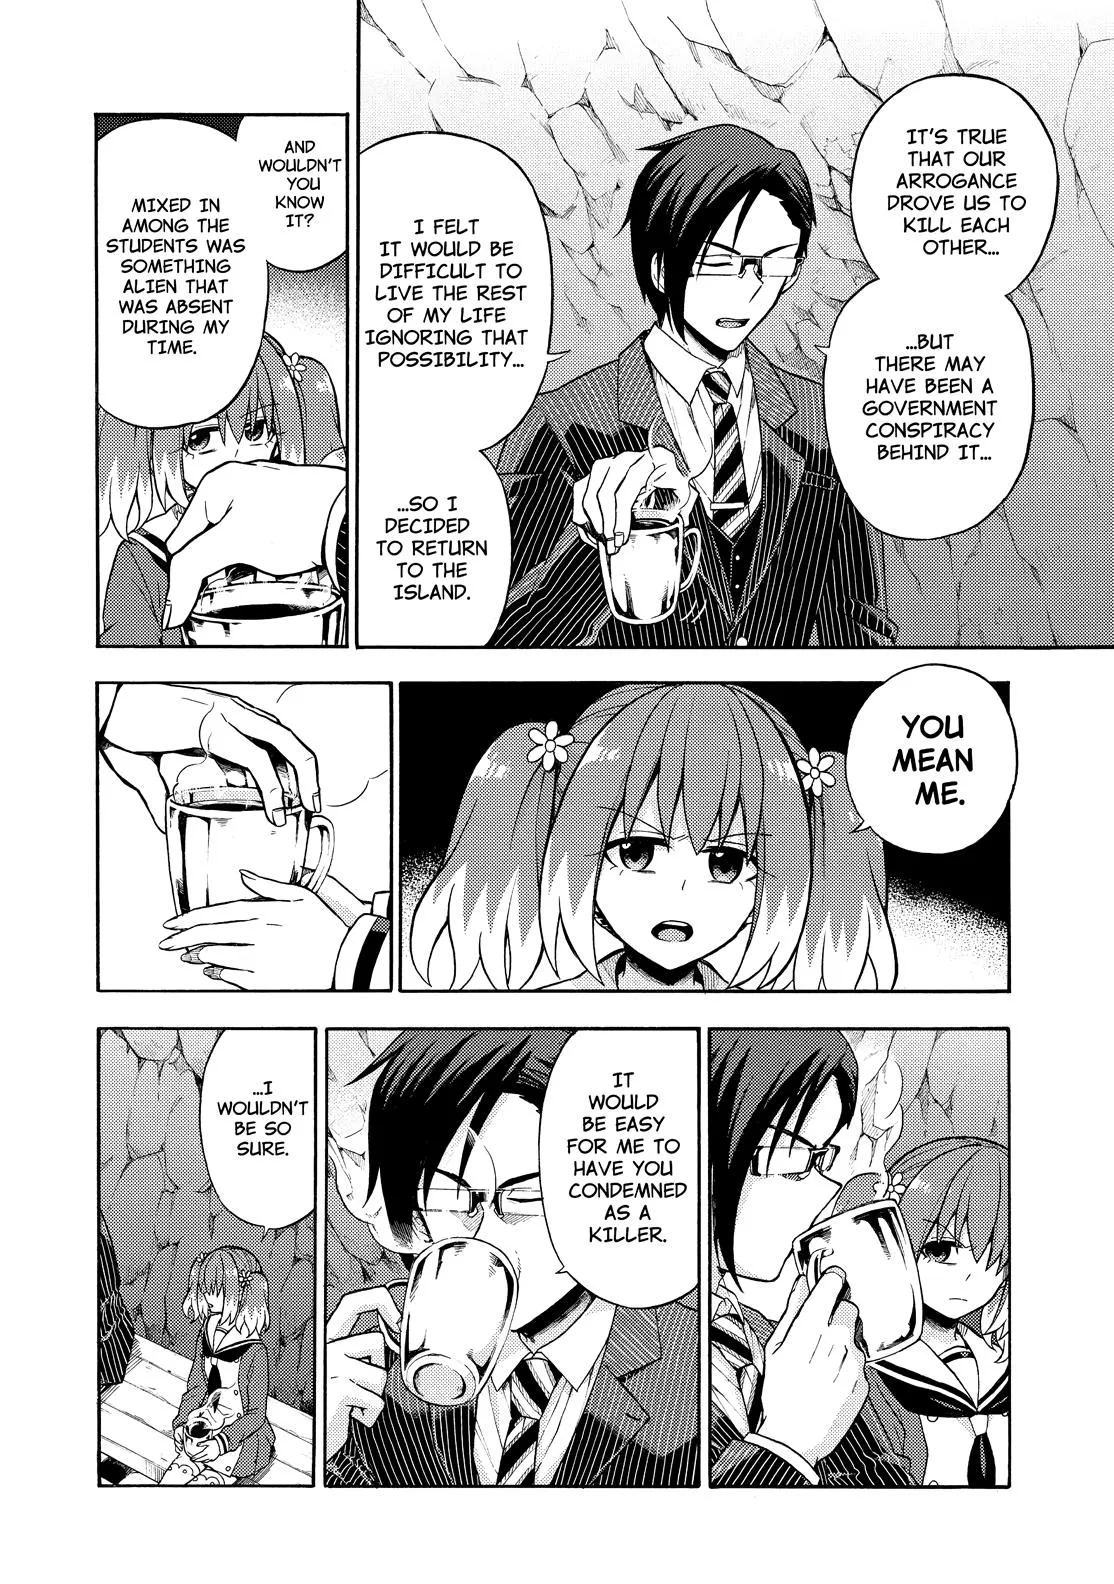 IT'S TRUE
THAT OUR
ARROGANCE
DROVE US TO
KILL EACH
OTHER...
...BUT
THERE MAY
HAVE BEEN A
GOVERNMENT
CONSPIRACY
BEHIND IT...
I FELT
IT WOULD BE
DIFFICULT TO
LIVE THE REST
OF MY LIFE
IGNORING THAT
POSSIBILITY...
...SO I
DECIDED
TO RETURN
TO THE
ISLAND.
AND
WOULDN'T
YOU
KNOW
IT?
MIXED IN
AMONG THE
STUDENTS WAS
SOMETHING
ALIEN THAT
WAS ABSENT
DURING MY
TIME.
YOU
MEAN
ME.
IT
WOULD
BE EASY
FOR ME TO
HAVE YOU
CONDEMNED
AS A
KILLER.
...I
WOULDN'T
BE SO
SURE.